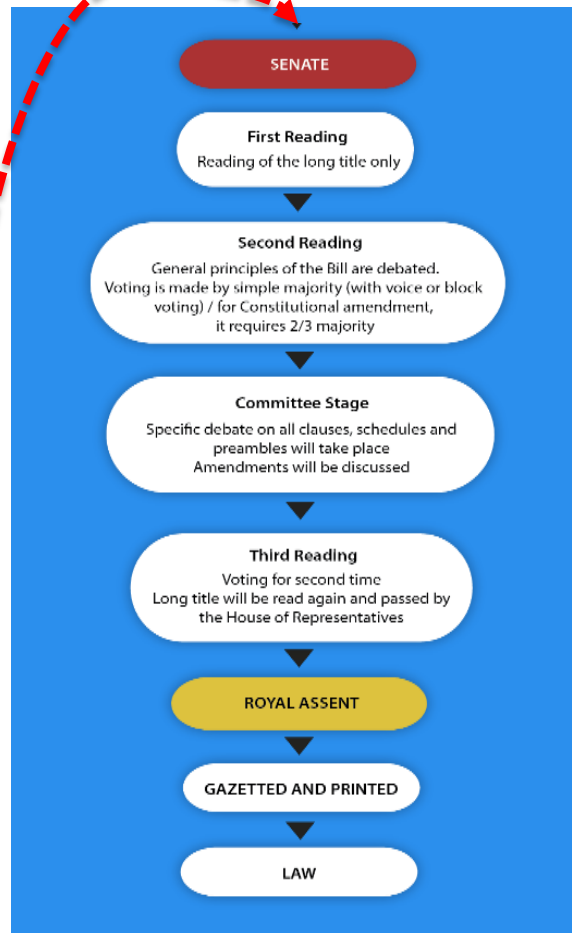 SENATE
First Reading
Reading of the long title only
Second Reading
General principles of the Bill are debated.
Voting is made by simple majority (with voice or block
voting) / for Constitutional amendment,
it requires 2/3 majority
Committee Stage
Specific debate on all clauses, schedules and
preambles will take place
Amendments will be discussed
Third Reading
Voting for second time
Long title will be read again and passed by
the House of Representatives
ROYAL ASSENT
GAZETTED AND PRINTED
LAW